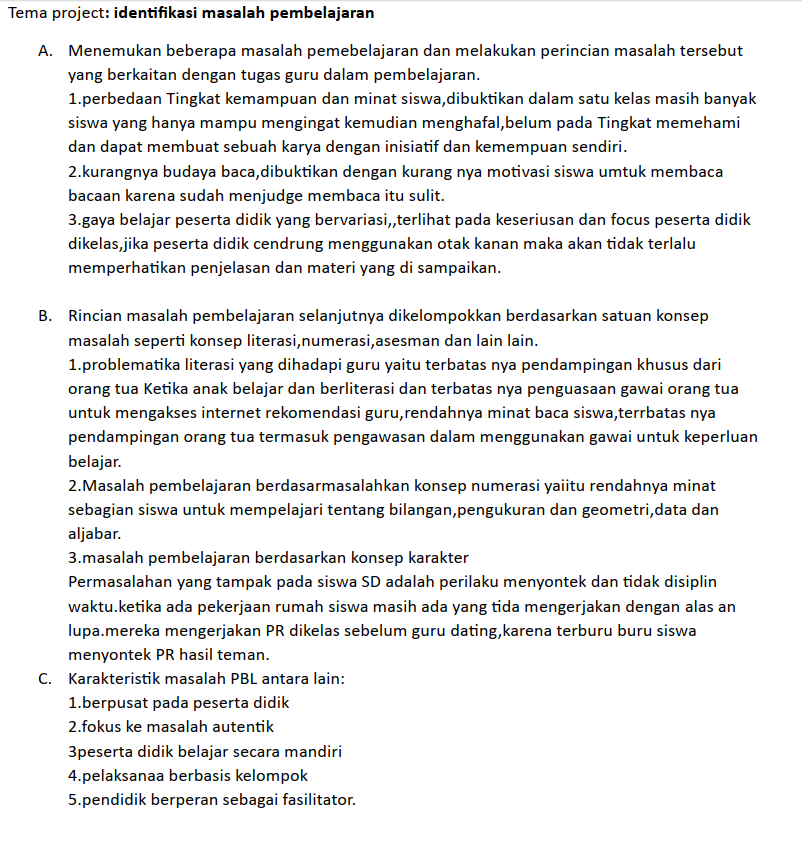 Tema project: identifikasi masalah pembelajaran
A. Menemukan beberapa masalah pemebelajaran dan melakukan perincian masalah tersebut
yang berkaitan dengan tugas guru dalam pembelajaran.
1.perbedaan Tingkat kemampuan dan minat siswa,dibuktikan dalam satu kelas masih banyak
siswa yang hanya mampu mengingat kemudian menghafal,belum pada Tingkat memehami
dan dapat membuat sebuah karya dengan inisiatif dan kemempuan sendiri.
2.kurangnya budaya baca,dibuktikan dengan kurang nya motivasi siswa umtuk membaca
bacaan karena sudah menjudge membaca itu sulit.
3.gaya belajar peserta didik yang bervariasi,,terlihat pada keseriusan dan focus peserta didik
dikelas,jika peserta didik cendrung menggunakan otak kanan maka akan tidak terlalu
memperhatikan penjelasan dan materi yang di sampaikan.
B. Rincian masalah pembelajaran selanjutnya dikelompokkan berdasarkan satuan konsep
masalah seperti konsep literasi,numerasi,asesman dan lain lain.
1.problematika literasi yang dihadapi guru yaitu terbatas nya pendampingan khusus dari
orang tua Ketika anak belajar dan berliterasi dan terbatas nya penguasaan gawai orang tua
untuk mengakses internet rekomendasi guru,rendahnya minat baca siswa,terrbatas nya
pendampingan orang tua termasuk pengawasan dalam menggunakan gawai untuk keperluan
belajar.
2.Masalah pembelajaran berdasarmasalahkan konsep numerasi yaiitu rendahnya minat
sebagian siswa untuk mempelajari tentang bilangan,pengukuran dan geometri,data dan
aljabar.
3.masalah pembelajaran berdasarkan konsep karakter
Permasalahan yang tampak pada siswa SD adalah perilaku menyontek dan tidak disiplin
waktu.ketika ada pekerjaan rumah siswa masih ada yang tida mengerjakan dengan alas an
lupa.mereka mengerjakan PR dikelas sebelum guru dating,karena terburu buru siswa
menyontek PR hasil teman.
C. Karakteristik masalah PBL antara lain:
1.berpusat pada peserta didik
2.fokus ke masalah autentik
3peserta didik belajar secara mandiri
4.pelaksanaa berbasis kelompok
5.pendidik berperan sebagai fasilitator.